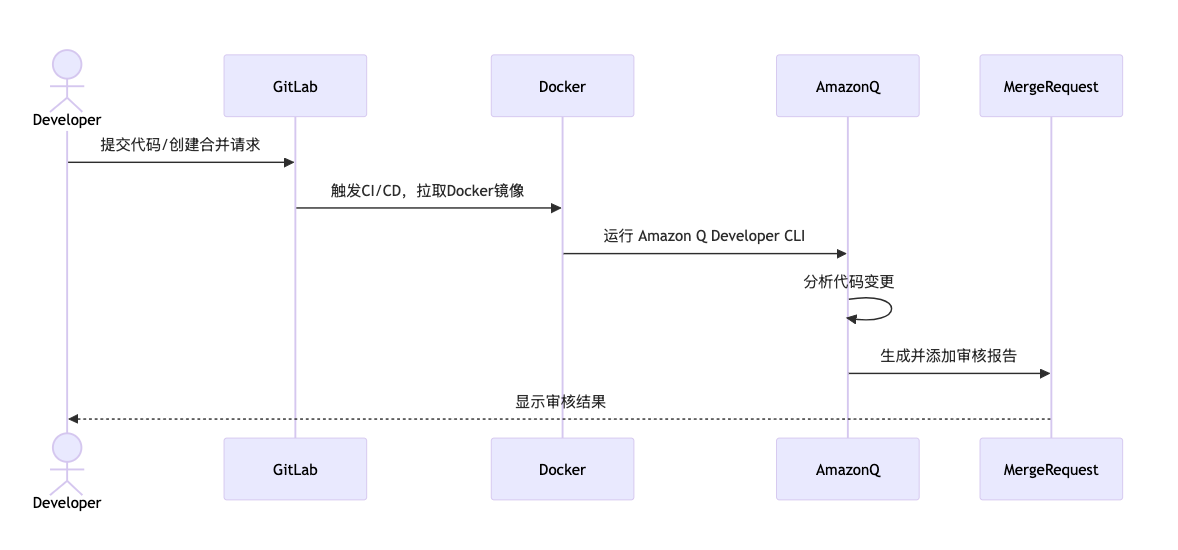 Developer
GitLab
Docker
AmazonQ
MergeRequest
提交代码/创建合并请求
触发CI/CD，拉取Docker镜像
运行 Amazon Q Developer CLI
分析代码变更
生成并添加审核报告
显示审核结果
Developer
GitLab
Docker
AmazonQ
MergeRequest